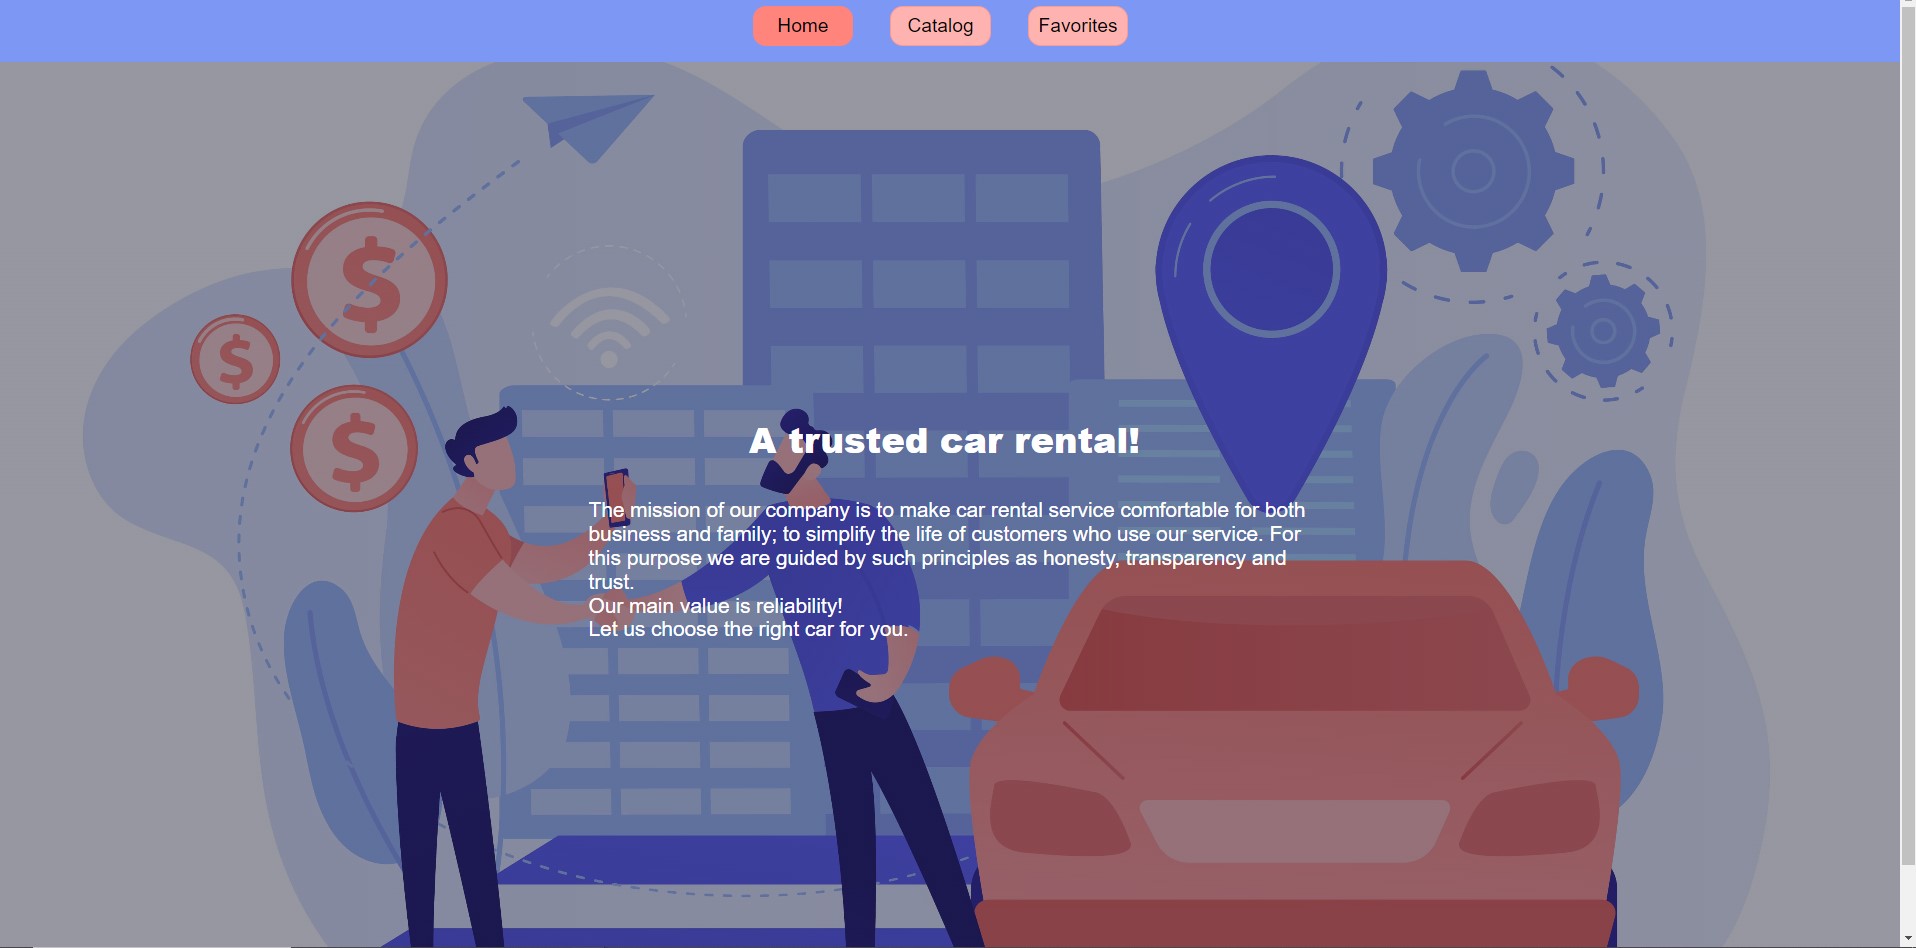 Home
Catalog
Favorites
$
$
$
A trusted car rental!
The mission of our company is to make car rental service comfortable for both
business and family; to simplify the life of customers who use our service. For
this purpose we are guided by such principles as honesty, transparency and
trust.
Our main value is reliability!
Let us choose the right car for you.